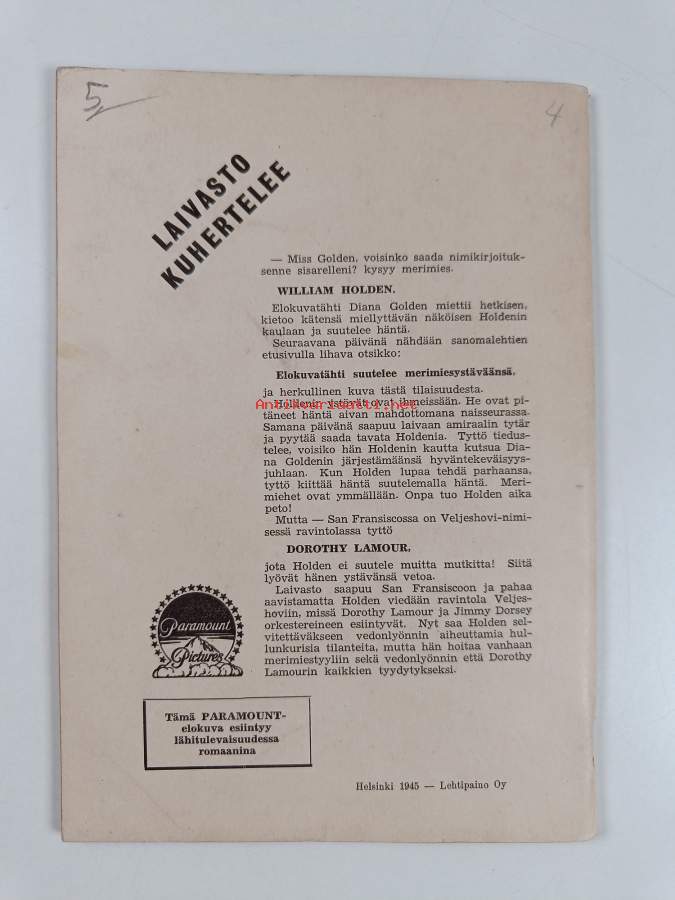 5
4
LAIVASTO
KUHERTELEE
— Miss Golden, voisinko saada nimikirjoituk-
senne sisarelleni? kysyy merimies.
WILLIAM HOLDEN.
Elokuvatähti Diana Golden miettii hetkisen,
kietoo kätensä miellyttävän näköisen Holdenin
kaulaan ja suutelee häntä.
Seuraavana päivänä nähdään sanomalehtien
etusivulla lihava otsikko:
Elokuvatähti suutelee merimiesystäväänsä,
ja herkullinen kuva tästä tilaisuudesta.
Holdenin ystävät ovat ihmeissään. He ovat pi-
Antikvariaatti.net
täneet häntä aivan mahdottomana naisseurassa.
Samana päivänä saapuu laivaan amiraalin tytär
ja pyytää saada tavata Holdenia. Tyttö tiedus-
telee, voisiko hän Holdenin kautta kutsua Dia-
na Goldenin järjestämäänsä hyväntekeväisyys-
juhlaan. Kun Holden lupaa tehdä parhaansa,
tyttö kiittää häntä suutelemalla häntä. Meri-
miehet ovat ymmällään. Onpa tuo Holden aika
peto!
Mutta — San Fransiscossa on Veljeshovi-nimi-
sessä ravintolassa tyttö
DOROTHY LAMOUR,
jota Holden ei suutele muitta mutkitta! Siitä
lyövät hänen ystävänsä vetoa.
Laivasto saapuu San Fransiscoon ja pahaa
aavistamatta Holden viedään ravintola Veljes-
hoviin, missä Dorothy Lamour ja Jimmy Dorsey
orkestereineen esiintyvät. Nyt saa Holden sel-
vitettäväkseen vedonlyönnin aiheuttamia hul-
lunkurisia tilanteita, mutta hän hoitaa vanhaan
merimiestyyliin sekä vedonlyönnin että Dorothy
Lamourin kaikkien tyydytykseksi.
Paramount
Pictures
Tämä PARAMOUNT-
elokuva esiintyy
lähitulevaisuudessa
romaanina
Helsinki 1945 — Lehtipaino Oy